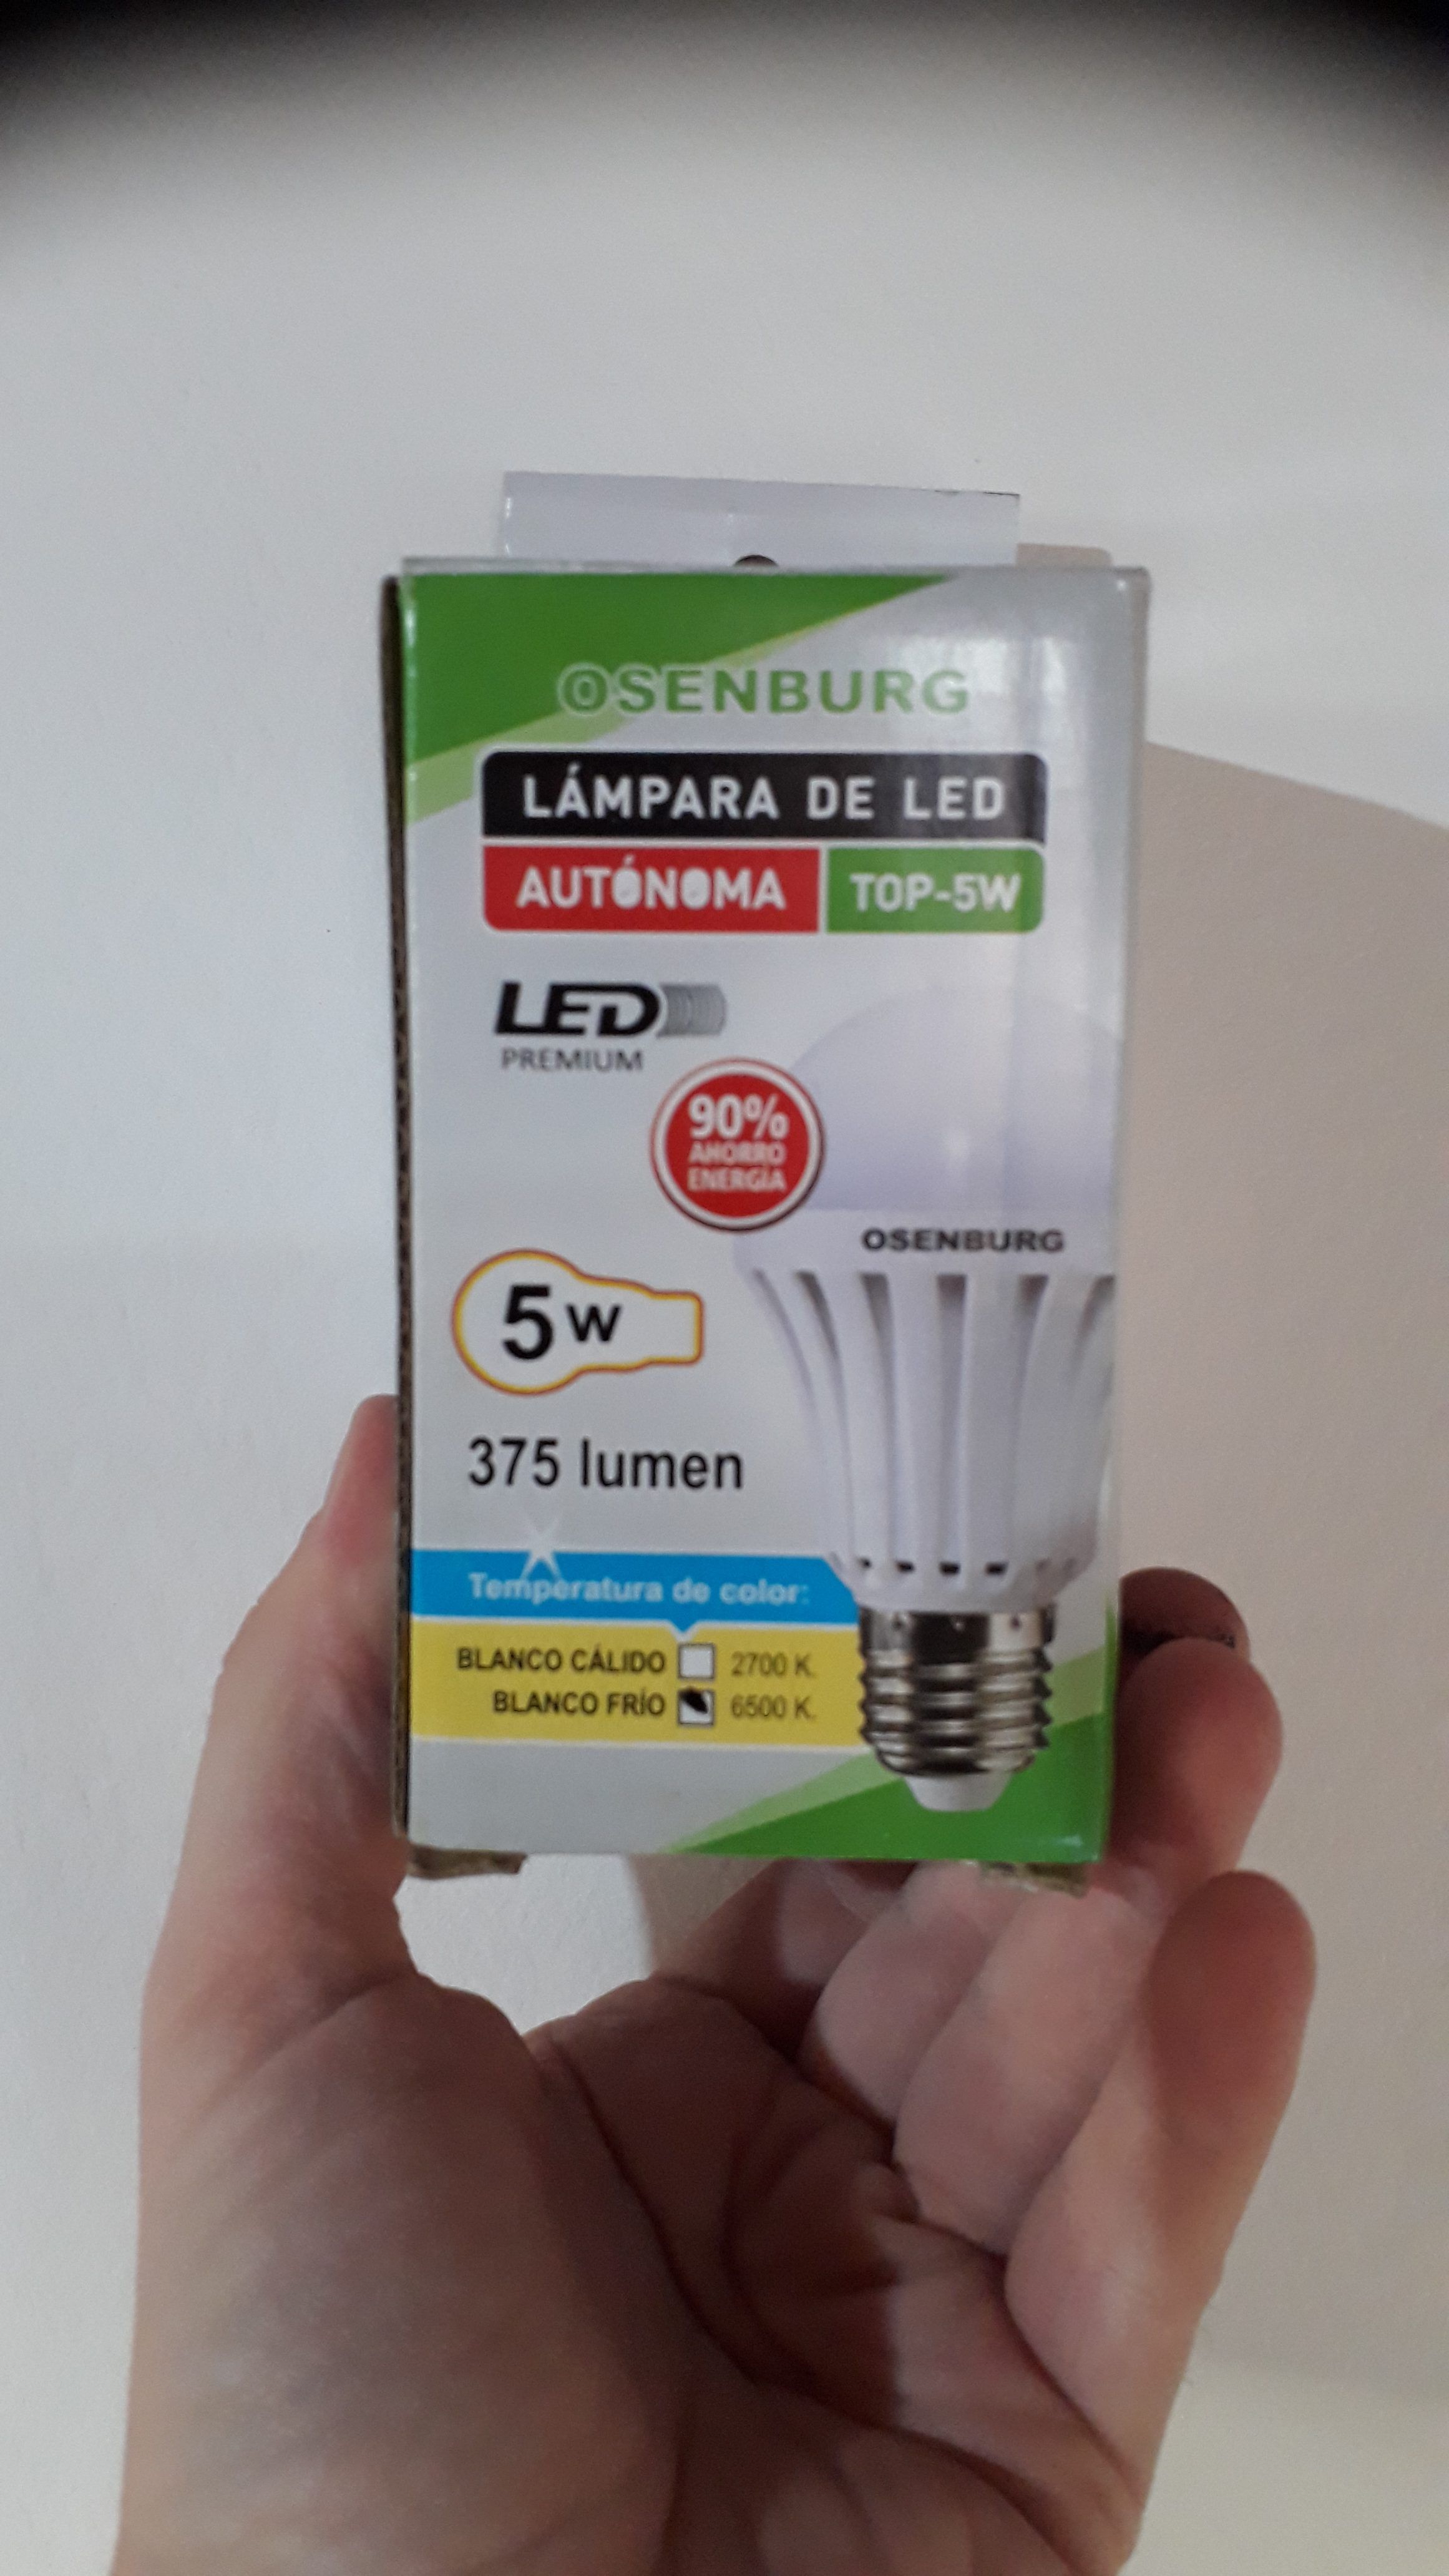 OSENBURG
LÁMPARA DE LED
AUTÓNOMA TOP-5W
LED
PREMIUM
90%
AHORRO
ENERGÍA
OSENBURG
5 W
375 lumen
Temperatura de color:
BLANCO CÁLIDO 2700 K.
BLANCO FRÍO 6500 K.